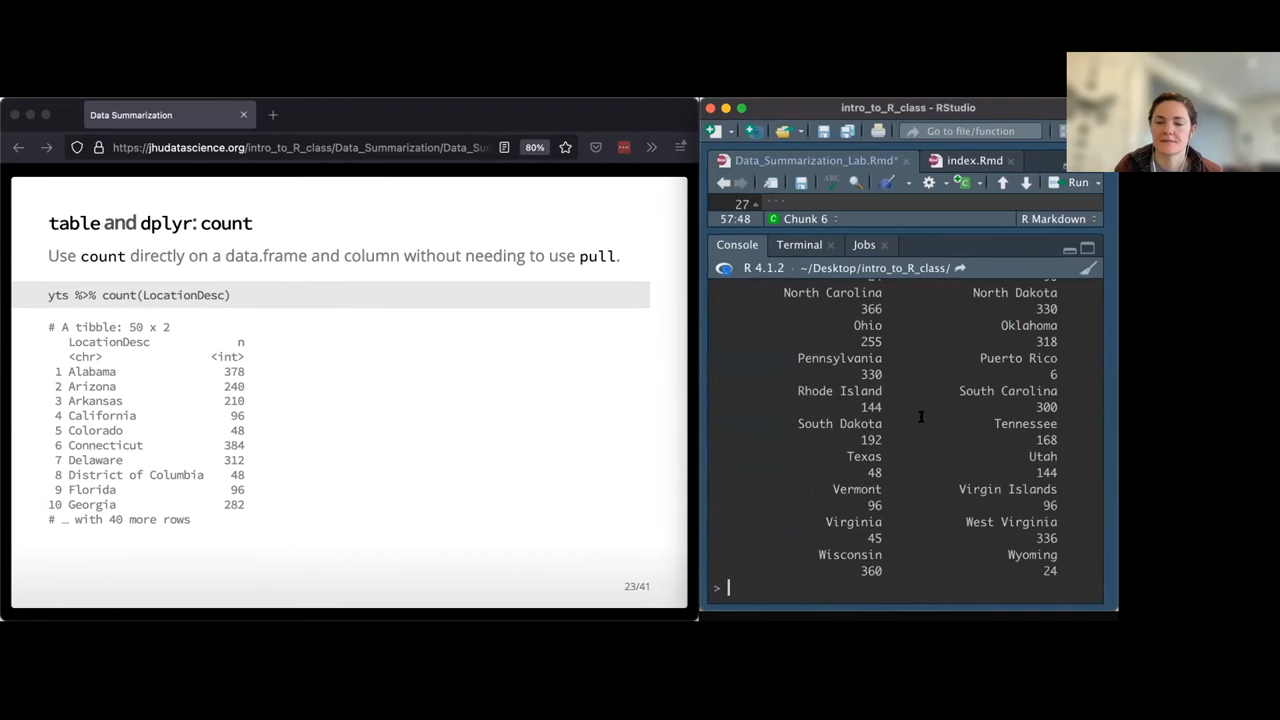 Data Summarization
https://jhudatascience.org/intro_to_R_class/Data_Summarization/Data_Su
80%
table and dplyr: count
Use count directly on a data.frame and column without needing to use pull.
yts %>% count(LocationDesc)
# A tibble: 50 x 2
LocationDesc n
<chr> <int>
1 Alabama 378
2 Arizona 240
3 Arkansas 210
4 California 96
5 Colorado 48
6 Connecticut 384
7 Delaware 312
8 District of Columbia 48
9 Florida 96
10 Georgia 282
# … with 40 more rows
23/41
intro_to_R_class - RStudio
Go to file/function
Data_Summarization_Lab.Rmd*
index.Rmd
ABC
Run
27 ```
57:48
C Chunk 6
R Markdown
Console
Terminal
Jobs
R 4.1.2 · ~/Desktop/intro_to_R_class/
North Carolina North Dakota
366 330
Ohio Oklahoma
255 318
Pennsylvania Puerto Rico
330 6
Rhode Island South Carolina
144 300
South Dakota Tennessee
192 168
Texas Utah
48 144
Vermont Virgin Islands
96 96
Virginia West Virginia
45 336
Wisconsin Wyoming
360 24
>